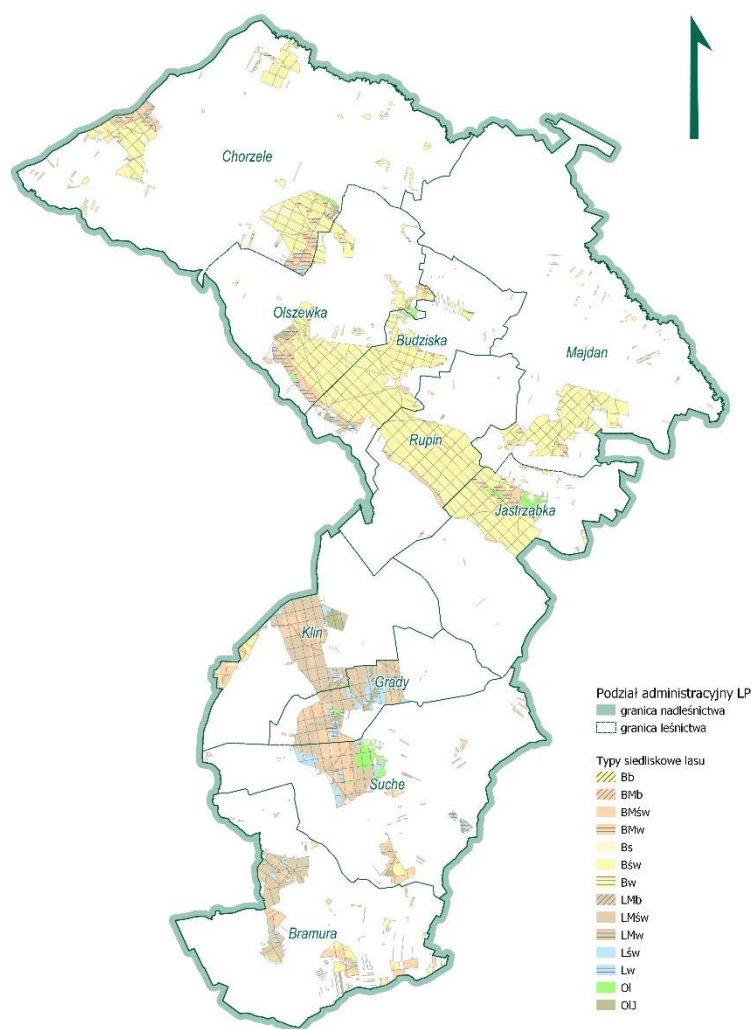 Chorzele
Olszewka
Budziska
Majdan
Rupin
Jastrząbka
Klin
Grądy
Suche
Bramura
Podział administracyjny LP
granica nadleśnictwa
granica leśnictwa
Typy siedliskowe lasu
Bb
BMb
BMśw
BMw
Bs
Bśw
Bw
LMb
LMśw
LMw
Lśw
Lw
Ol
OlJ